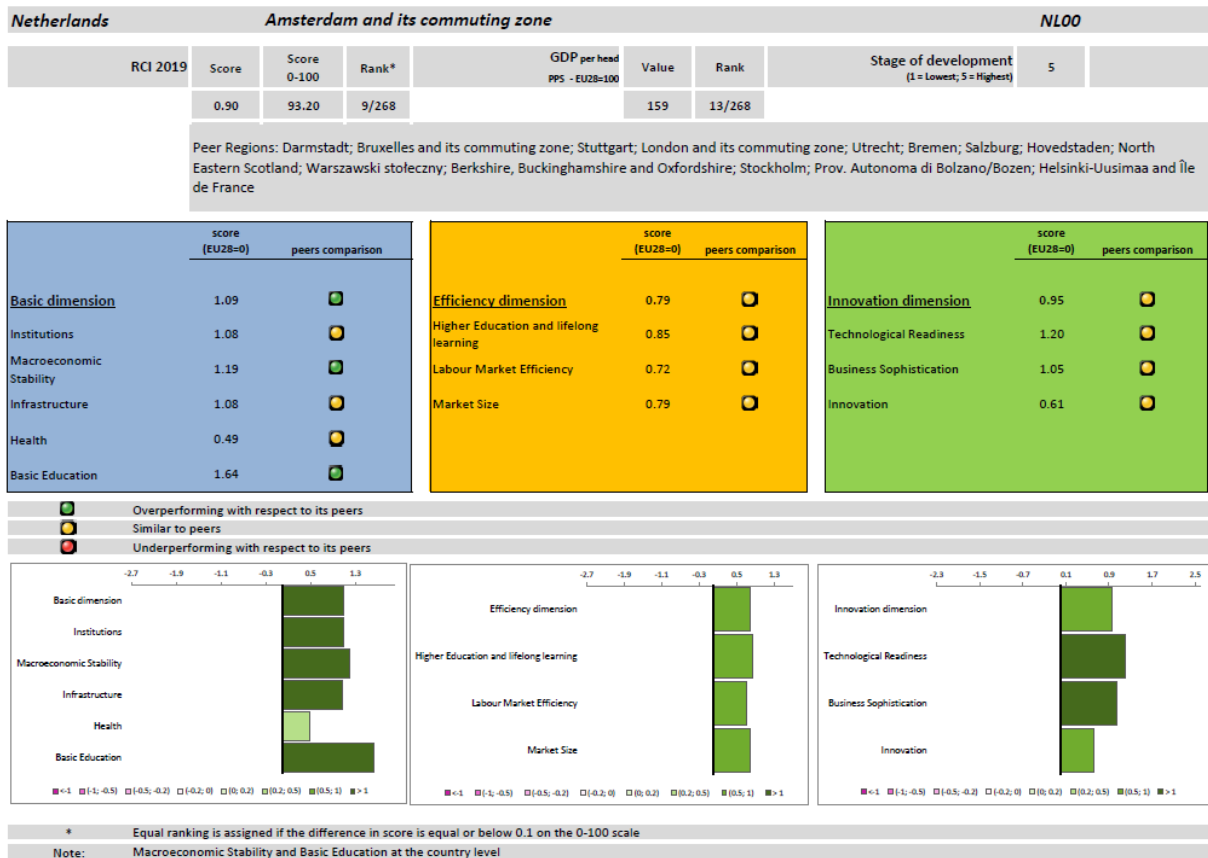 Netherlands Amsterdam and its commuting zone NL00
RCI 2019 Score Score 0-100 Rank* GDP per head PPS - EU28=100 Value Rank Stage of development (1 = Lowest; 5 = Highest) 5
0.90 93.20 9/268 159 13/268
Peer Regions: Darmstadt; Bruxelles and its commuting zone; Stuttgart; London and its commuting zone; Utrecht; Bremen; Salzburg; Hovedstaden; North
Eastern Scotland; Warszawski stołeczny; Berkshire, Buckinghamshire and Oxfordshire; Stockholm; Prov. Autonoma di Bolzano/Bozen; Helsinki-Uusimaa and Île
de France
score (EU28=0) peers comparison
Basic dimension 1.09
Institutions 1.08
Macroeconomic Stability 1.19
Infrastructure 1.08
Health 0.49
Basic Education 1.64
score (EU28=0) peers comparison
Efficiency dimension 0.79
Higher Education and lifelong learning 0.85
Labour Market Efficiency 0.72
Market Size 0.79
score (EU28=0) peers comparison
Innovation dimension 0.95
Technological Readiness 1.20
Business Sophistication 1.05
Innovation 0.61
Overperforming with respect to its peers
Similar to peers
Underperforming with respect to its peers
-2.7 -1.9 -1.1 -0.3 0.5 1.3
Basic dimension
Institutions
Macroeconomic Stability
Infrastructure
Health
Basic Education
<-1 (-1; -0.5) (-0.5; -0.2) (-0.2; 0) (0; 0.2) (0.2; 0.5) (0.5; 1) > 1
-2.7 -1.9 -1.1 -0.3 0.5 1.3
Efficiency dimension
Higher Education and lifelong learning
Labour Market Efficiency
Market Size
<-1 (-1; -0.5) (-0.5; -0.2) (-0.2; 0) (0; 0.2) (0.2; 0.5) (0.5; 1) > 1
-2.3 -1.5 -0.7 0.1 0.9 1.7 2.5
Innovation dimension
Technological Readiness
Business Sophistication
Innovation
<-1 (-1; -0.5) (-0.5; -0.2) (-0.2; 0) (0; 0.2) (0.2; 0.5) (0.5; 1) > 1
* Equal ranking is assigned if the difference in score is equal or below 0.1 on the 0-100 scale
Note: Macroeconomic Stability and Basic Education at the country level